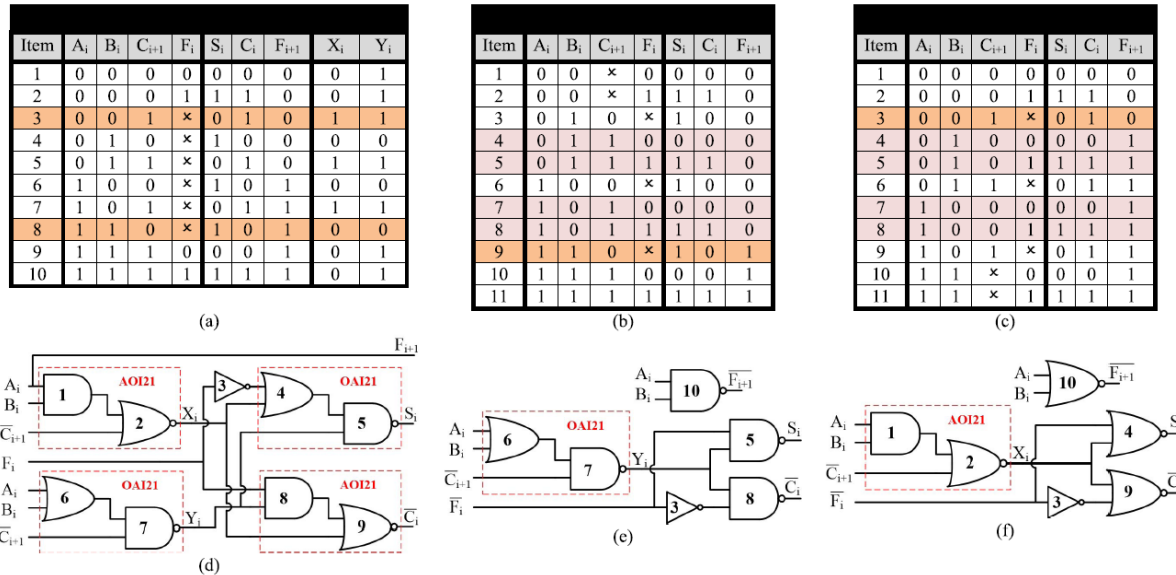 Item A_i B_i C_{i+1} F_i S_i C_i F_{i+1} X_i Y_i
1 0 0 0 0 0 0 0 0 1
2 0 0 0 1 1 1 0 0 1
3 0 0 1 × 0 1 0 1 1
4 0 1 0 × 1 0 0 0 0
5 0 1 1 × 0 1 0 1 1
6 1 0 0 × 1 0 1 0 0
7 1 0 1 × 0 1 1 1 1
8 1 1 0 × 1 0 1 0 0
9 1 1 1 0 0 0 1 0 1
10 1 1 1 1 1 1 1 0 1
(a)
Item A_i B_i C_{i+1} F_i S_i C_i F_{i+1}
1 0 0 × 0 0 0 0
2 0 0 × 1 1 1 0
3 0 1 0 × 1 0 0
4 0 1 1 0 0 0 0
5 0 1 1 1 1 1 0
6 1 0 0 × 1 0 0
7 1 0 1 0 0 0 0
8 1 0 1 1 1 1 0
9 1 1 0 × 1 0 1
10 1 1 1 0 0 0 1
11 1 1 1 1 1 1 1
(b)
Item A_i B_i C_{i+1} F_i S_i C_i F_{i+1}
1 0 0 0 0 0 0 0
2 0 0 0 1 1 1 0
3 0 0 1 × 0 1 0
4 0 1 0 0 0 0 1
5 0 1 0 1 1 1 1
6 0 1 1 × 0 1 1
7 1 0 0 0 0 0 1
8 1 0 0 1 1 1 1
9 1 0 1 × 0 1 1
10 1 1 × 0 0 0 1
11 1 1 × 1 1 1 1
(c)
F_{i+1}
AOI21
OAI21
A_i
B_i
C̅_{i+1}
F_i
1
2
X_i
3
4
5
S_i
A_i
B_i
C̅_{i+1}
OAI21
6
7
Y_i
AOI21
8
9
C̅_i
(d)
A_i
B_i
10
F̅_{i+1}
A_i
B_i
C̅_{i+1}
F̅_i
OAI21
6
7
Y_i
3
5
8
S_i
C̅_i
(e)
A_i
B_i
10
F̅_{i+1}
A_i
B_i
C̅_{i+1}
F̅_i
AOI21
1
2
X_i
3
4
9
S
C̅
(f)